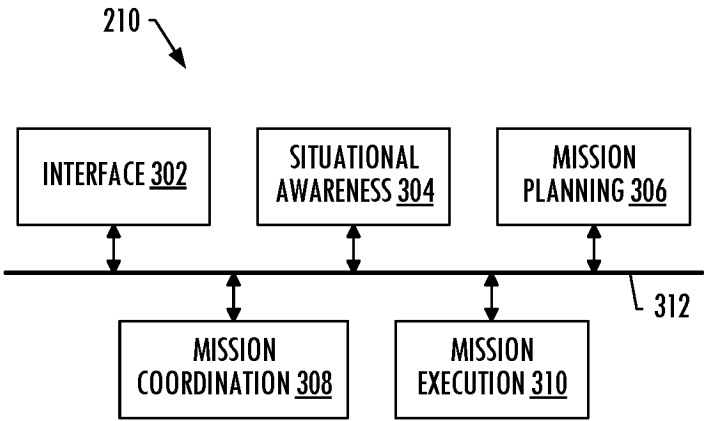 210
INTERFACE 302
SITUATIONAL
AWARENESS 304
MISSION
PLANNING 306
312
MISSION
COORDINATION 308
MISSION
EXECUTION 310